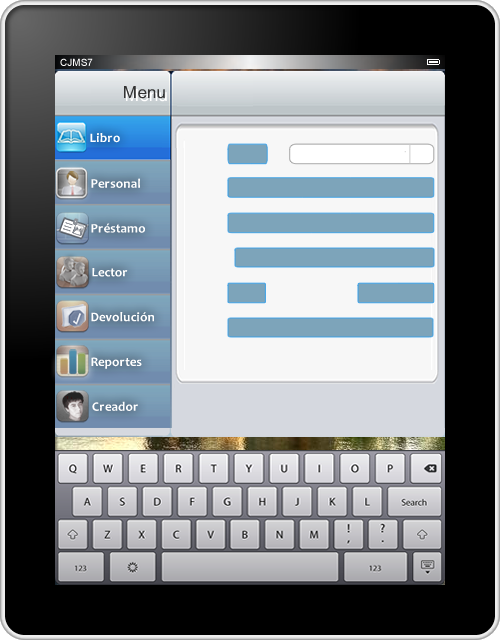 CJMS7
Menu
Libro
Personal
Préstamo
Lector
Devolución
Reportes
Creador
Q W E R T Y U I O P
A S D F G H J K L Search
Z X C V B N M ! , ? .
123 123